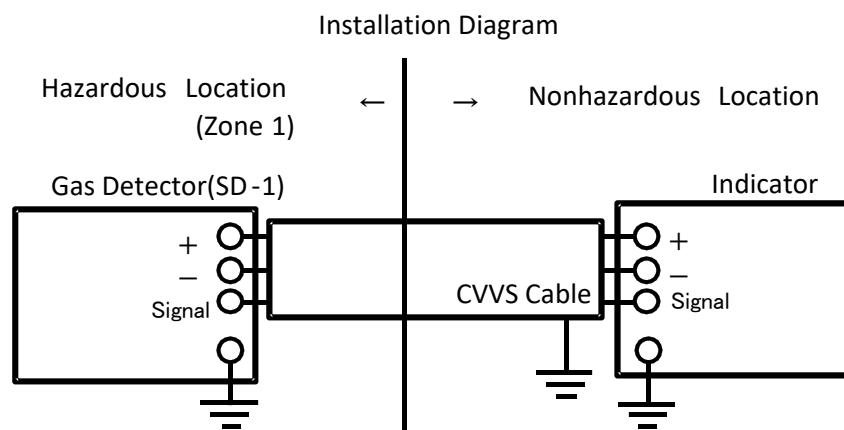 Installation Diagram
Hazardous Location
(Zone 1)
← →
Nonhazardous Location
Gas Detector(SD-1)
Indicator
+
−
Signal
CVVS Cable
+
−
Signal